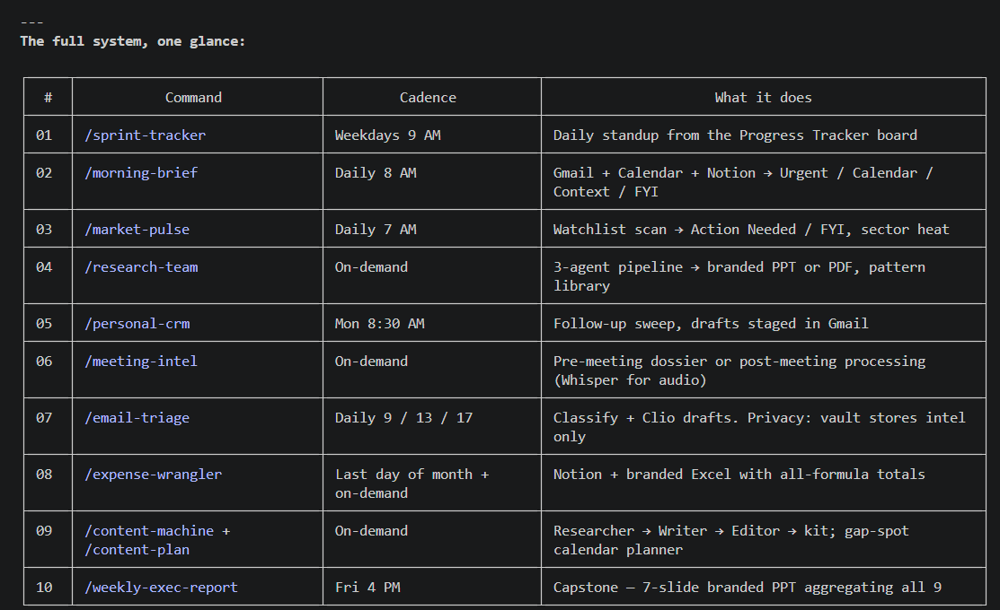 ---
The full system, one glance:
# Command Cadence What it does
01 /sprint-tracker Weekdays 9 AM Daily standup from the Progress Tracker board
02 /morning-brief Daily 8 AM Gmail + Calendar + Notion → Urgent / Calendar /
Context / FYI
03 /market-pulse Daily 7 AM Watchlist scan → Action Needed / FYI, sector heat
04 /research-team On-demand 3-agent pipeline → branded PPT or PDF, pattern
library
05 /personal-crm Mon 8:30 AM Follow-up sweep, drafts staged in Gmail
06 /meeting-intel On-demand Pre-meeting dossier or post-meeting processing
(Whisper for audio)
07 /email-triage Daily 9 / 13 / 17 Classify + Clio drafts. Privacy: vault stores intel
only
08 /expense-wrangler Last day of month + Notion + branded Excel with all-formula totals
on-demand
09 /content-machine + On-demand Researcher → Writer → Editor → kit; gap-spot
/content-plan calendar planner
10 /weekly-exec-report Fri 4 PM Capstone — 7-slide branded PPT aggregating all 9